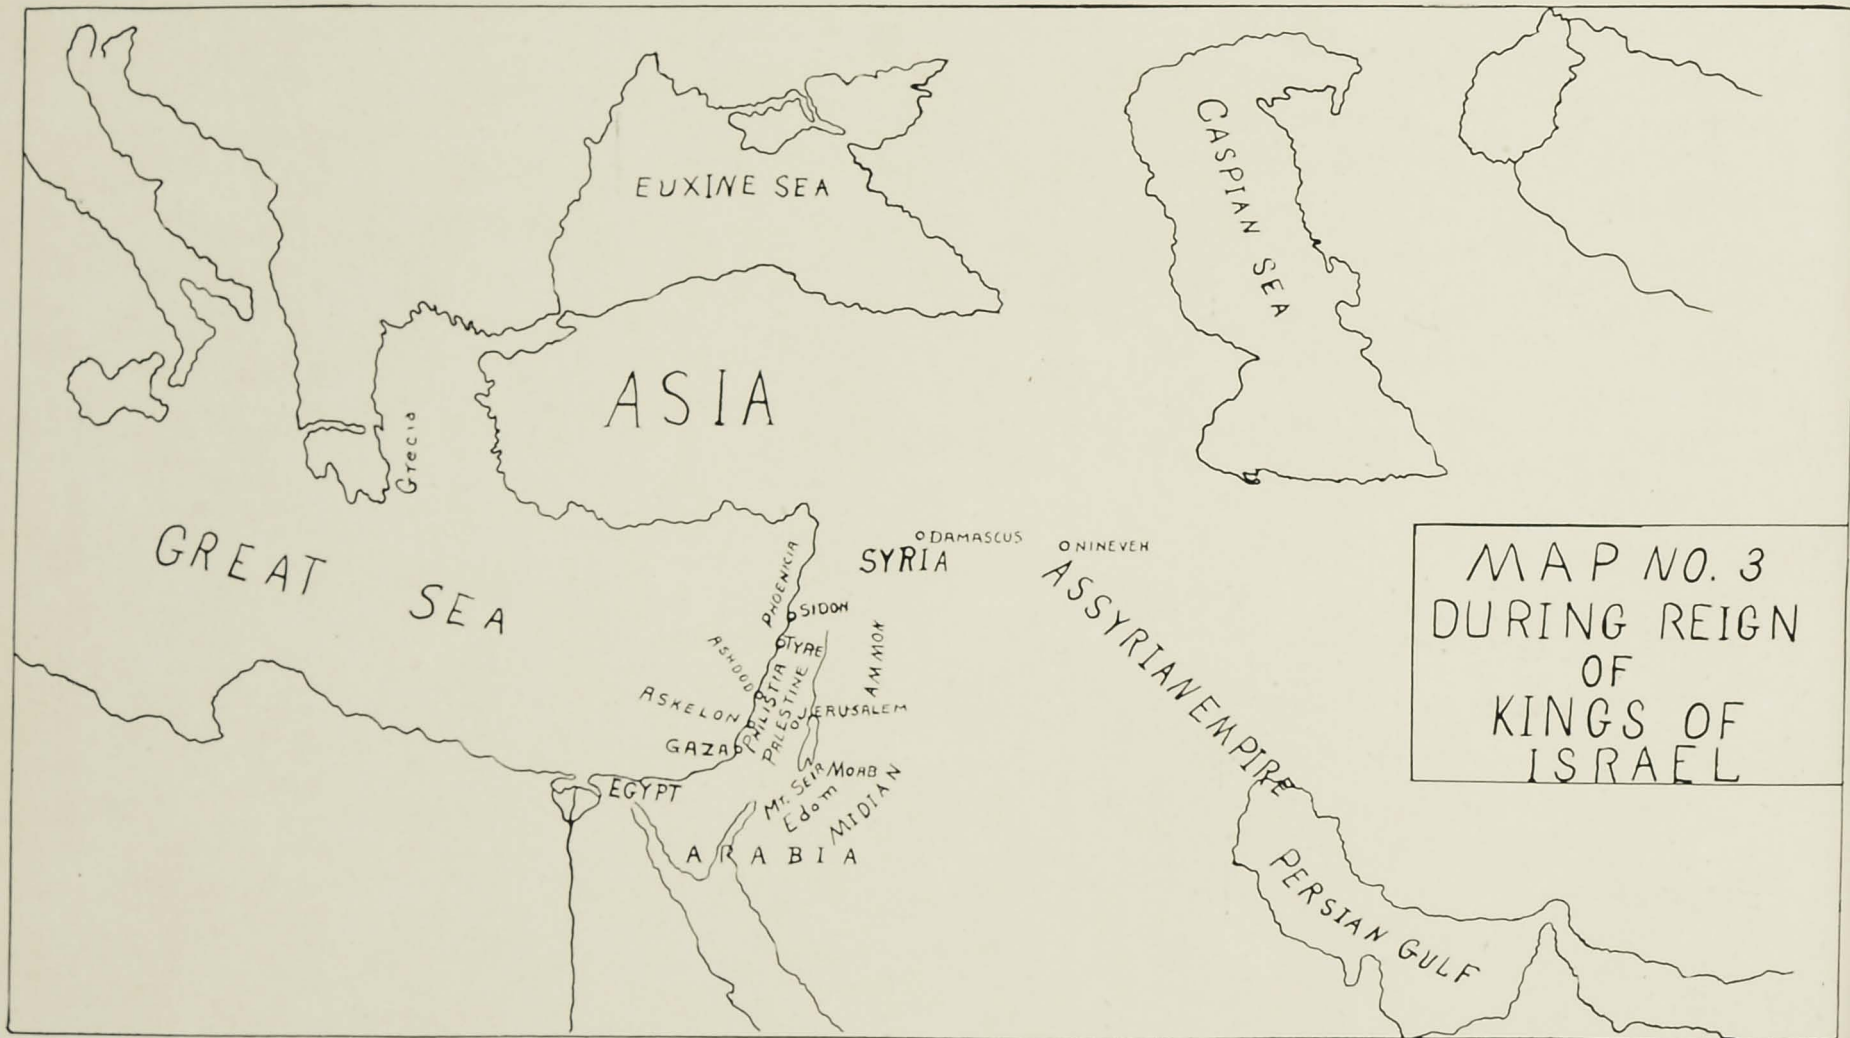 EUXINE SEA
CASPIAN SEA
ASIA
Grecia
GREAT SEA
DAMASCUS
SYRIA
NINEVEH
ASSYRIAN EMPIRE
MAP NO. 3
DURING REIGN
OF
KINGS OF
ISRAEL
PHOENICIA
SIDON
TYRE
ASHDOD
AMMON
ASKELON
PHILISTIA
PALESTINE
JERUSALEM
GAZA
MOAB
MT. SEIR
Edom
MIDIAN
EGYPT
ARABIA
PERSIAN GULF